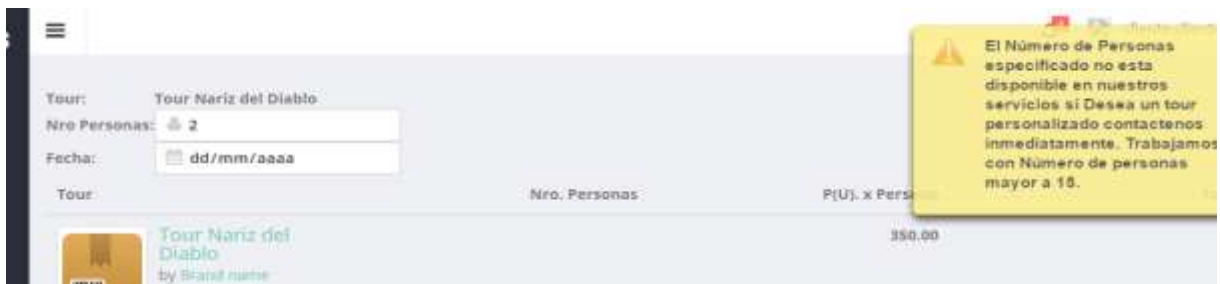 El Número de Personas
especificado no esta
disponible en nuestros
servicios si Desea un tour
personalizado contactenos
inmediatamente. Trabajamos
con Número de personas
mayor a 15.
Tour: Tour Nariz del Diablo
Nro Personas: 2
Fecha: dd/mm/aaaa
Tour Nro. Personas P(U). x Pers
Tour Nariz del 350.00
Diablo
by Brand name